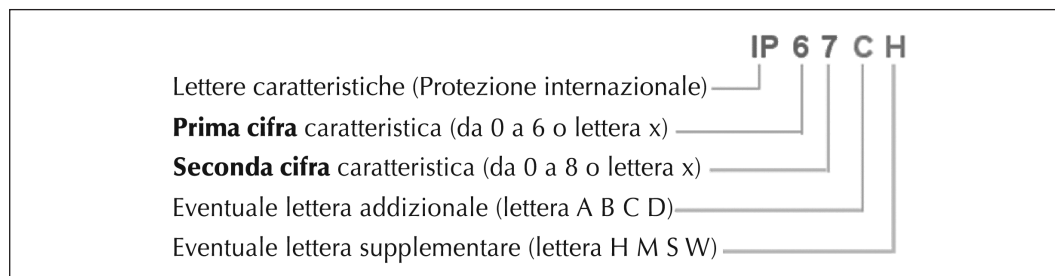 IP 6 7 C H
Lettere caratteristiche (Protezione internazionale)
Prima cifra caratteristica (da 0 a 6 o lettera x)
Seconda cifra caratteristica (da 0 a 8 o lettera x)
Eventuale lettera addizionale (lettera A B C D)
Eventuale lettera supplementare (lettera H M S W)